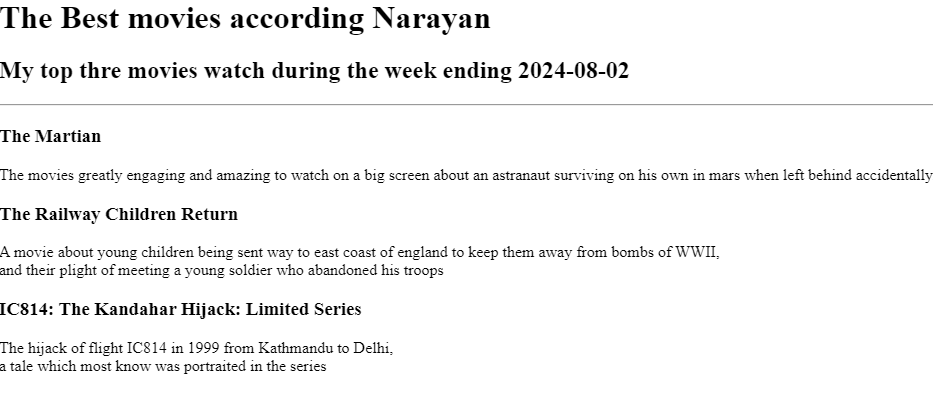 The Best movies according Narayan
My top thre movies watch during the week ending 2024-08-02
The Martian
The movies greatly engaging and amazing to watch on a big screen about an astranaut surviving on his own in mars when left behind accidentally
The Railway Children Return
A movie about young children being sent way to east coast of england to keep them away from bombs of WWII,
and their plight of meeting a young soldier who abandoned his troops
IC814: The Kandahar Hijack: Limited Series
The hijack of flight IC814 in 1999 from Kathmandu to Delhi,
a tale which most know was portraited in the series